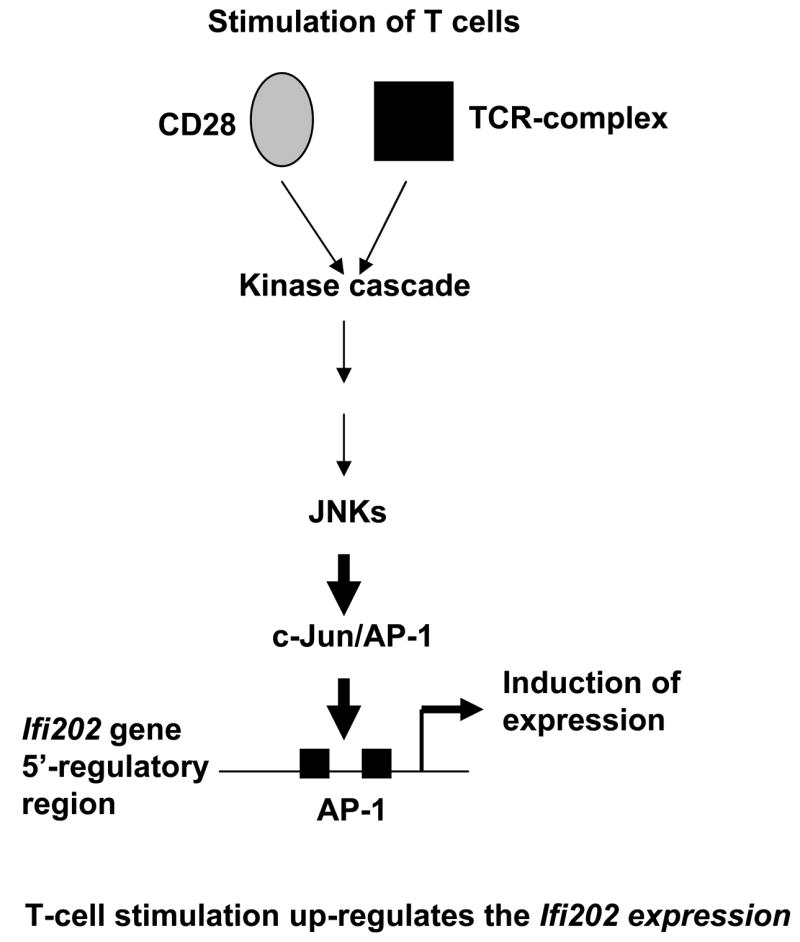 Stimulation of T cells
CD28
TCR-complex
Kinase cascade
JNKs
c-Jun/AP-1
Induction of
expression
Ifi202 gene
5’-regulatory
region
AP-1
T-cell stimulation up-regulates the Ifi202 expression